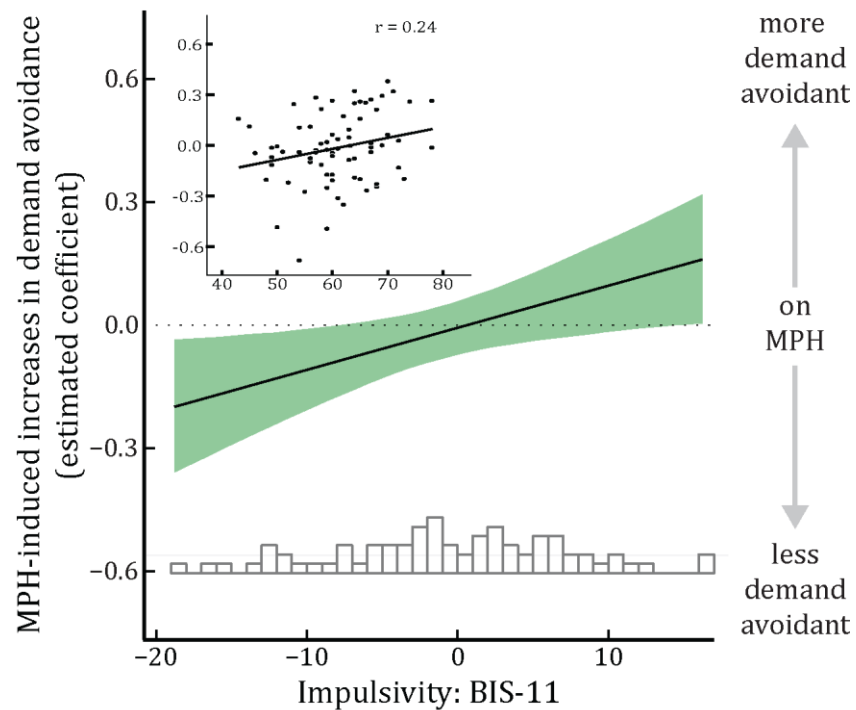 MPH-induced increases in demand avoidance
(estimated coefficient)
0.6
0.3
0.0
−0.3
−0.6
−20
−10
0
10
Impulsivity: BIS-11
r = 0.24
0.6
0.3
0.0
-0.3
-0.6
40
50
60
70
80
more
demand
avoidant
on
MPH
less
demand
avoidant